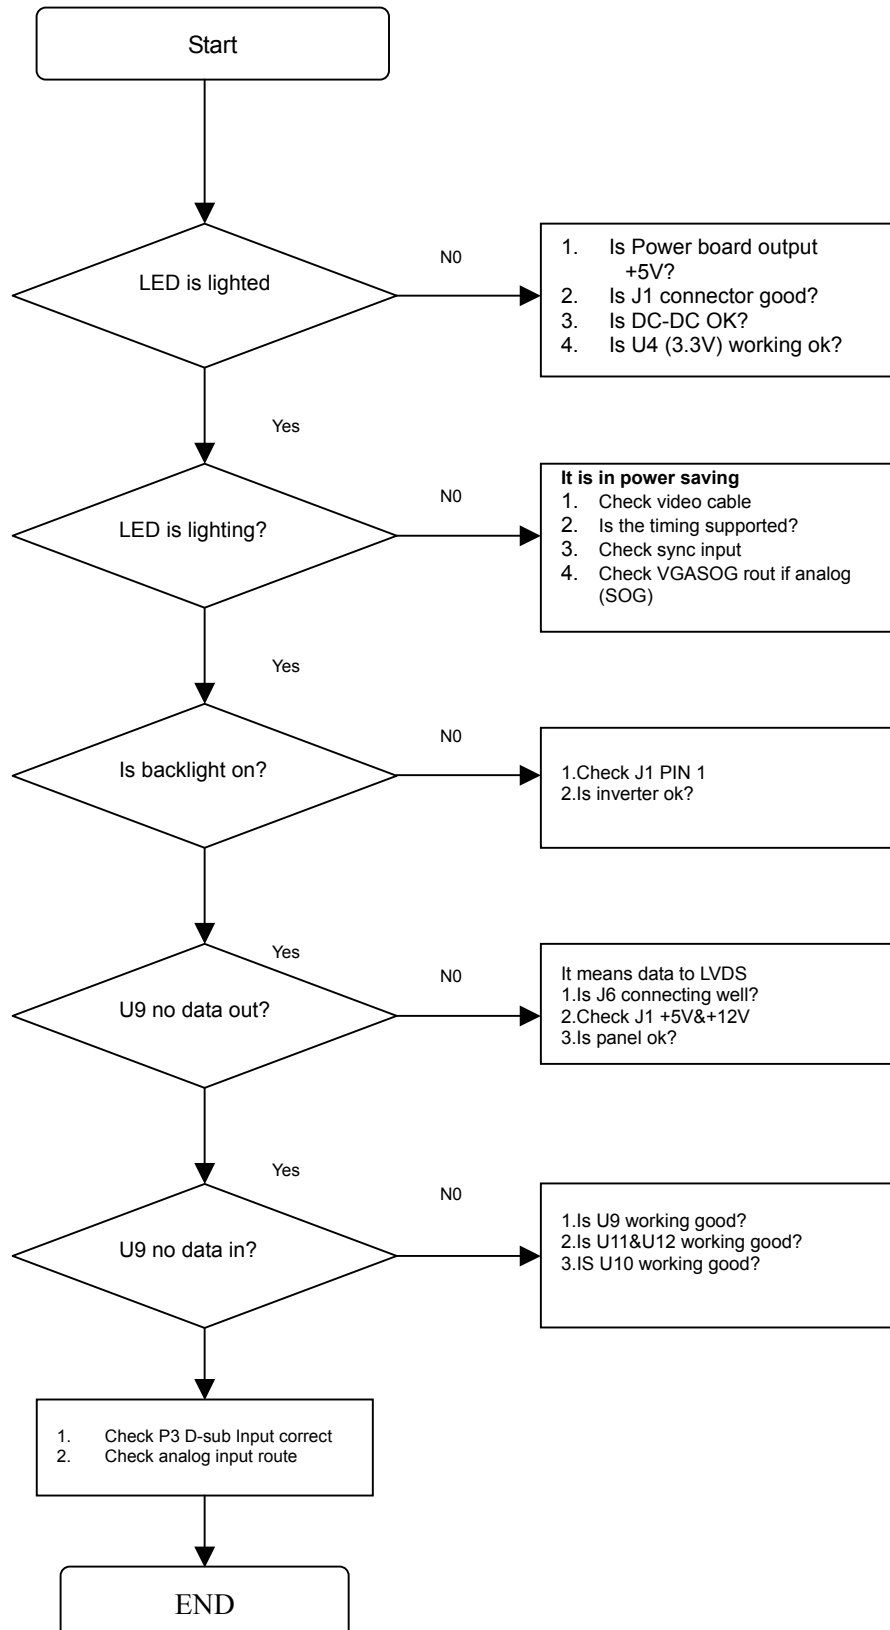 Start
LED is lighted
N0
1. Is Power board output
+5V?
2. Is J1 connector good?
3. Is DC-DC OK?
4. Is U4 (3.3V) working ok?
Yes
LED is lighting?
N0
It is in power saving
1. Check video cable
2. Is the timing supported?
3. Check sync input
4. Check VGASOG rout if analog
(SOG)
Yes
Is backlight on?
N0
1.Check J1 PIN 1
2.Is inverter ok?
Yes
U9 no data out?
N0
It means data to LVDS
1.Is J6 connecting well?
2.Check J1 +5V&+12V
3.Is panel ok?
Yes
U9 no data in?
N0
1.Is U9 working good?
2.Is U11&U12 working good?
3.IS U10 working good?
1. Check P3 D-sub Input correct
2. Check analog input route
END